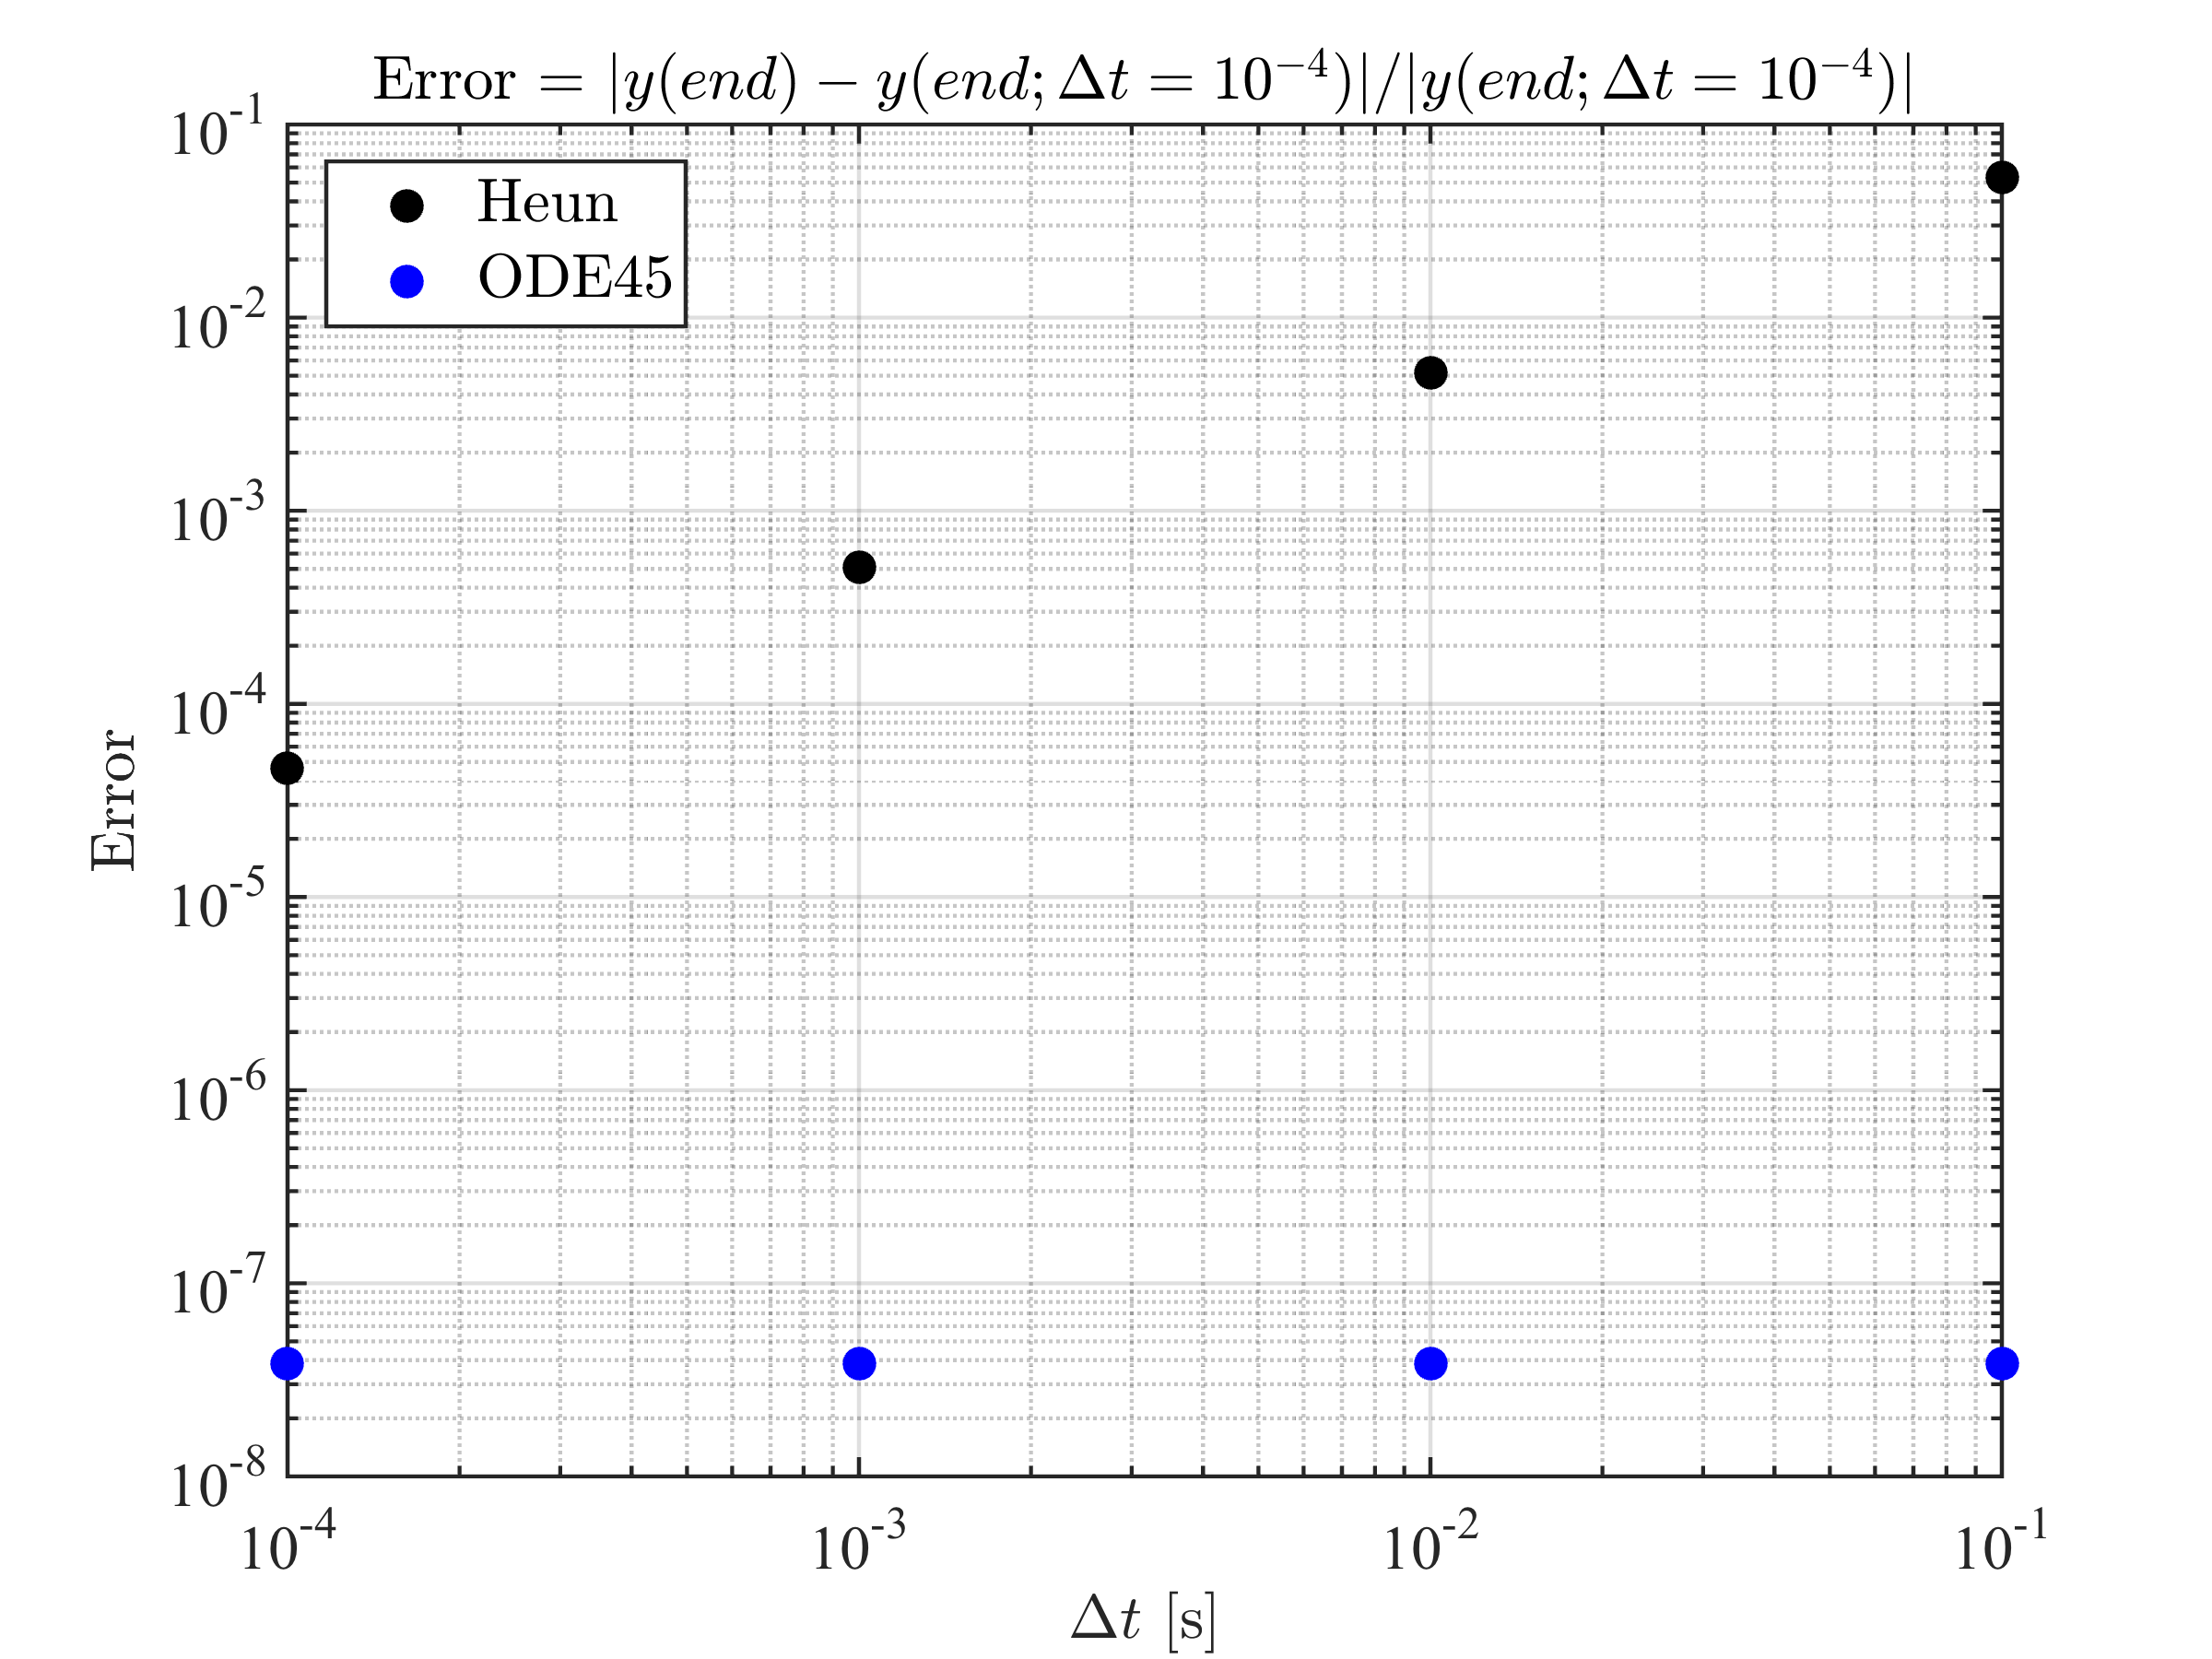 Error = |y(end) − y(end; Δt = 10⁻⁴)|/|y(end; Δt = 10⁻⁴)|
10⁻¹
Heun
ODE45
10⁻²
10⁻³
10⁻⁴
10⁻⁵
10⁻⁶
10⁻⁷
10⁻⁸
Error
10⁻⁴ 10⁻³ 10⁻² 10⁻¹
Δt [s]